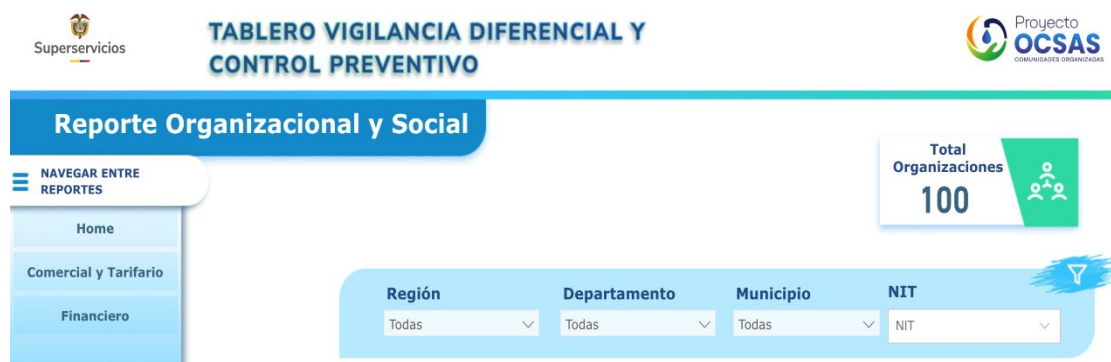 Superservicios
TABLERO VIGILANCIA DIFERENCIAL Y
CONTROL PREVENTIVO
Proyecto
OCSAS
COMUNIDADES ORGANIZADAS
Reporte Organizacional y Social
Total
Organizaciones
100
NAVEGAR ENTRE
REPORTES
Home
Comercial y Tarifario
Financiero
Región
Departamento
Municipio
NIT
Todas
Todas
Todas
NIT